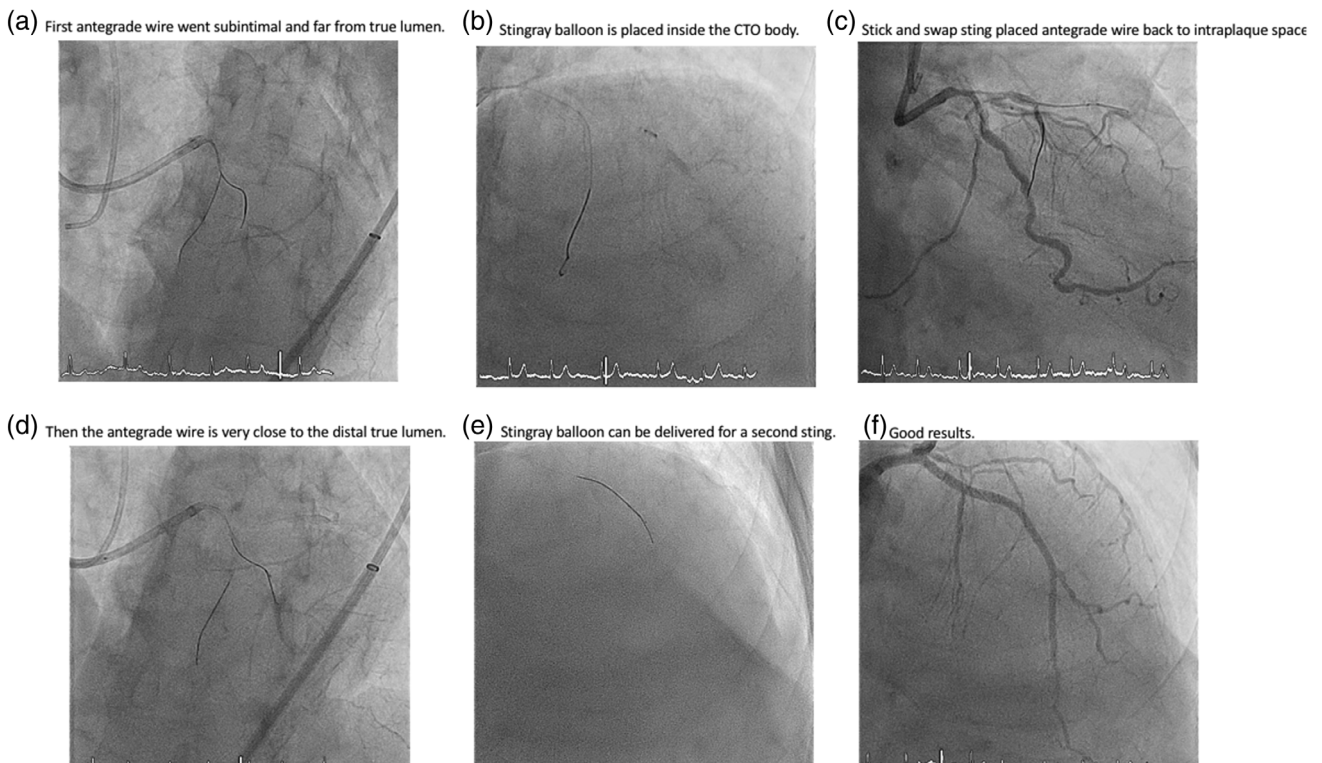 (a) First antegrade wire went subintimal and far from true lumen.
(b) Stingray balloon is placed inside the CTO body.
(c) Stick and swap sting placed antegrade wire back to intraplaque space
(d) Then the antegrade wire is very close to the distal true lumen.
(e) Stingray balloon can be delivered for a second sting.
(f) Good results.